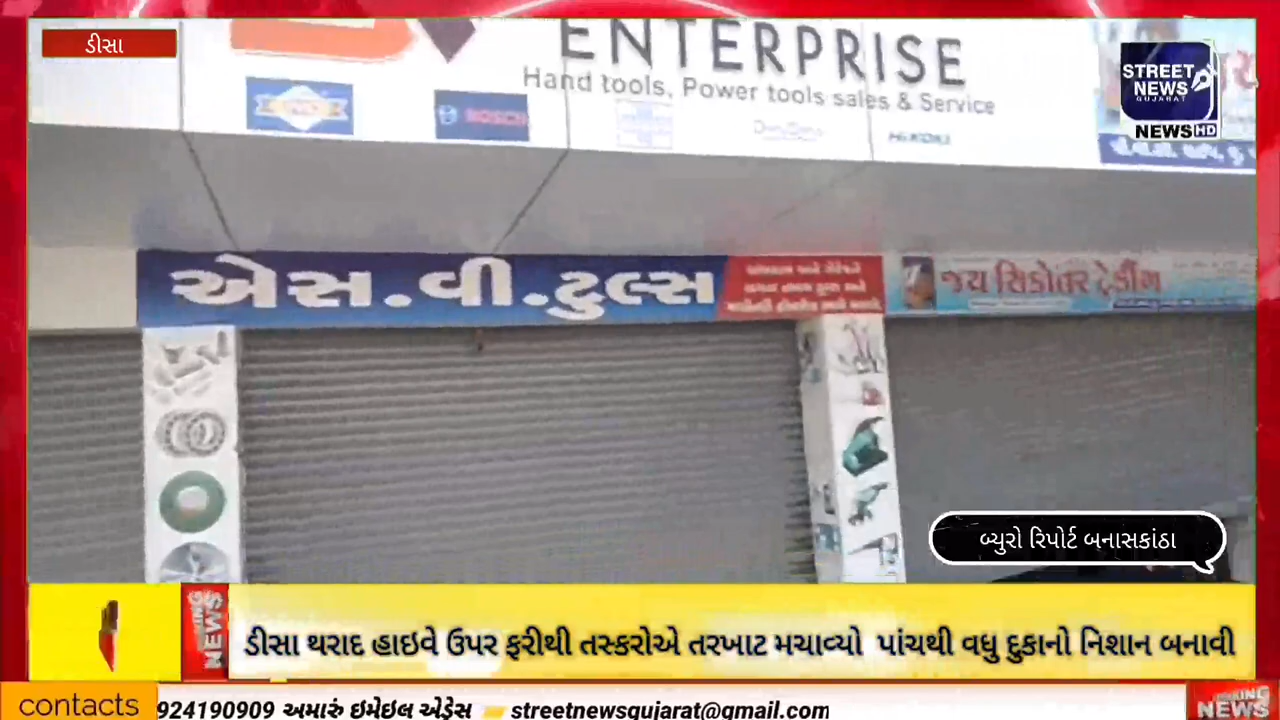 ડીસા
ENTERPRISE
Hand tools, Power tools sales & Service
BOSCH
HiKOKI
STREET
NEWS
GUJARAT
NEWS HD
એસ.વી.ટુલ્સ
જય સિકોતર ટ્રેડીંગ
બ્યુરો રિપોર્ટ બનાસકાંઠા
NEWS
ડીસા થરાદ હાઇવે ઉપર ફરીથી તસ્કરોએ તરખાટ મચાવ્યો પાંચથી વધુ દુકાનો નિશાન બનાવી
contacts
924190909 અમારું ઇમેઇલ એડ્રેસ streetnewsgujarat@gmail.com
NEWS